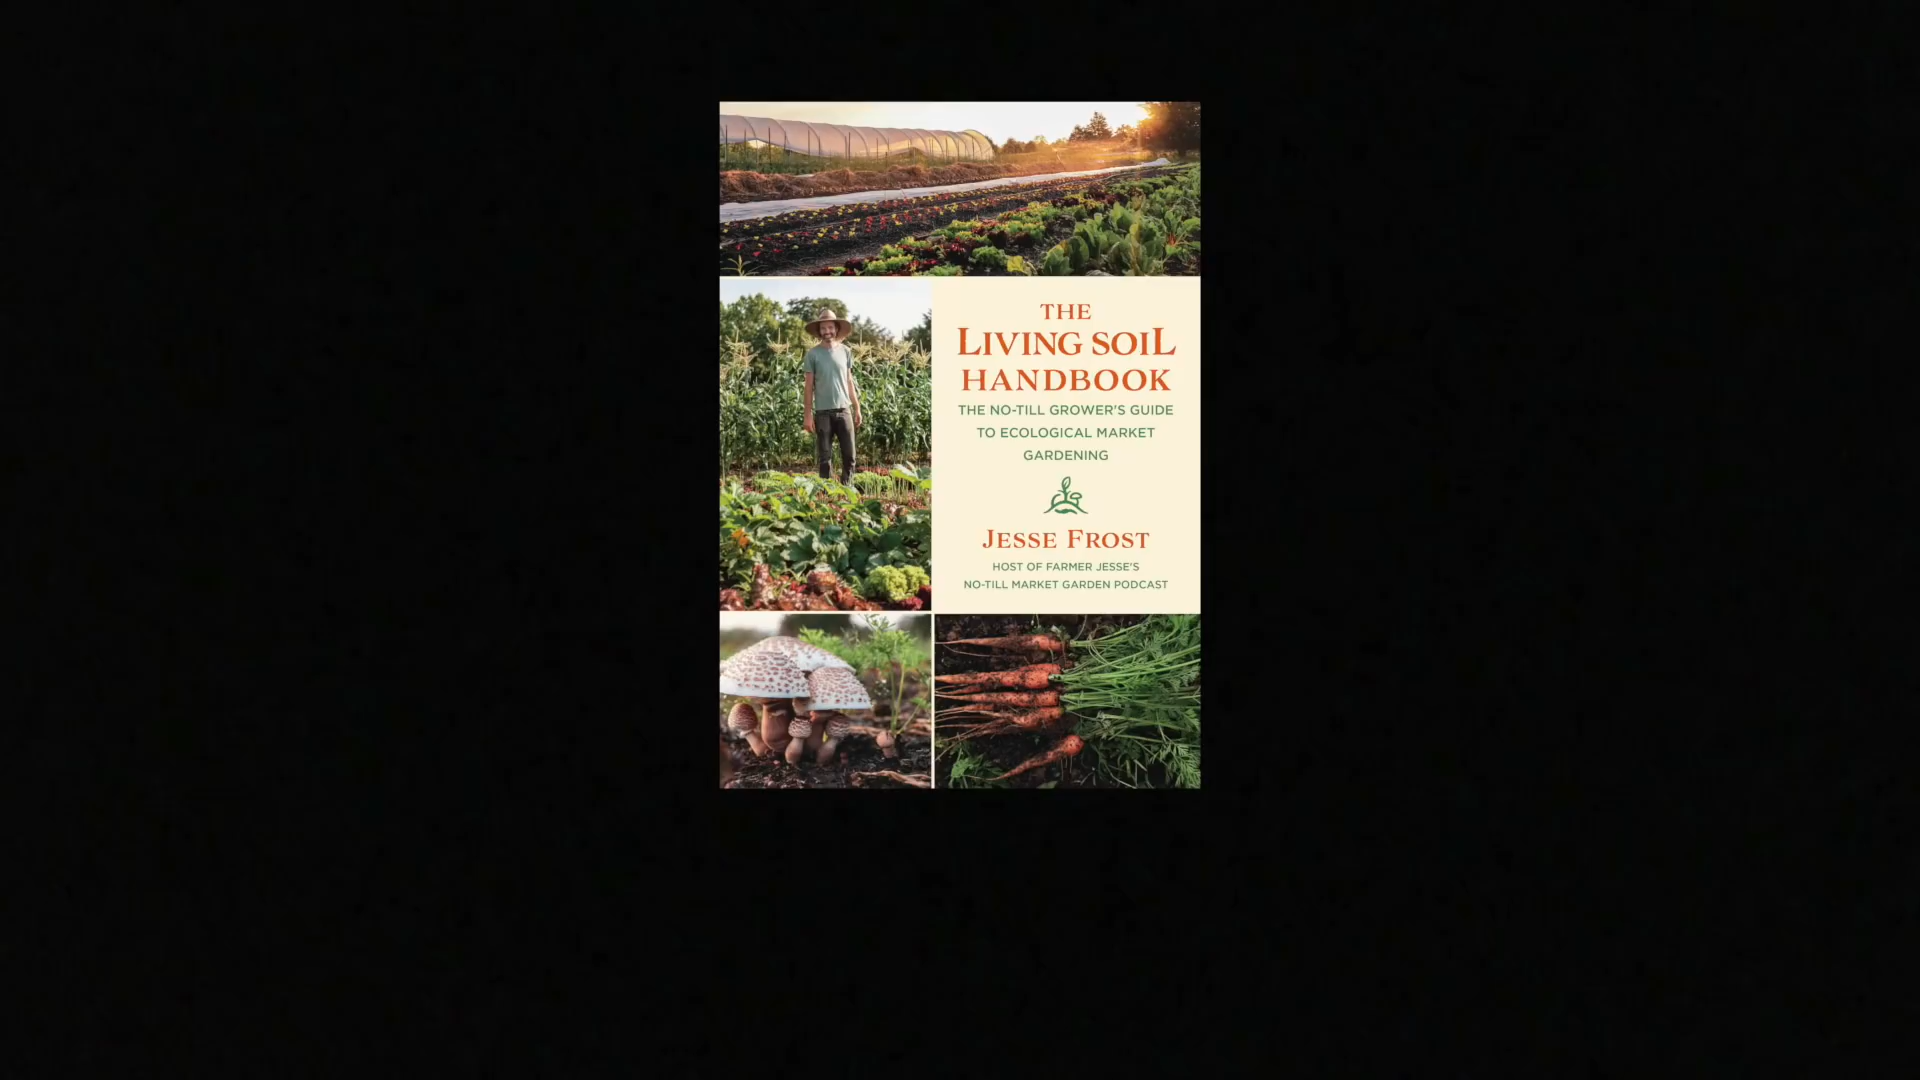 THE
LIVING SOIL
HANDBOOK
THE NO-TILL GROWER'S GUIDE
TO ECOLOGICAL MARKET
GARDENING
JESSE FROST
HOST OF FARMER JESSE'S
NO-TILL MARKET GARDEN PODCAST